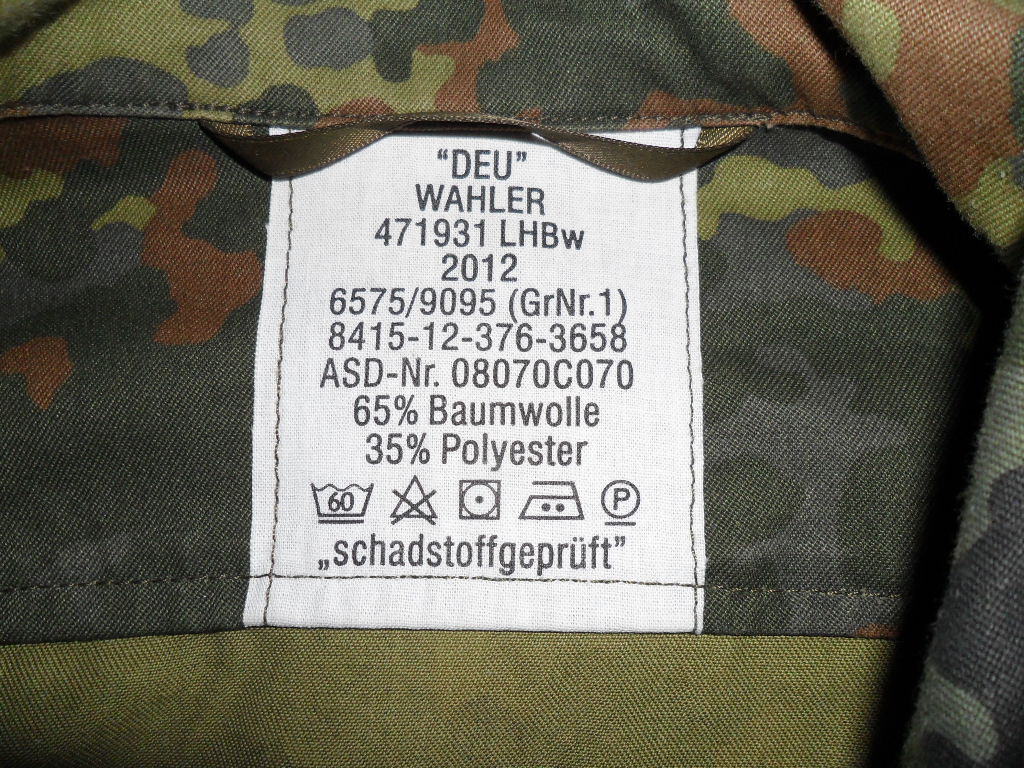 “DEU”
WAHLER
471931 LHBw
2012
6575/9095 (GrNr.1)
8415-12-376-3658
ASD-Nr. 08070C070
65% Baumwolle
35% Polyester
60 P
„schadstoffgeprüft”